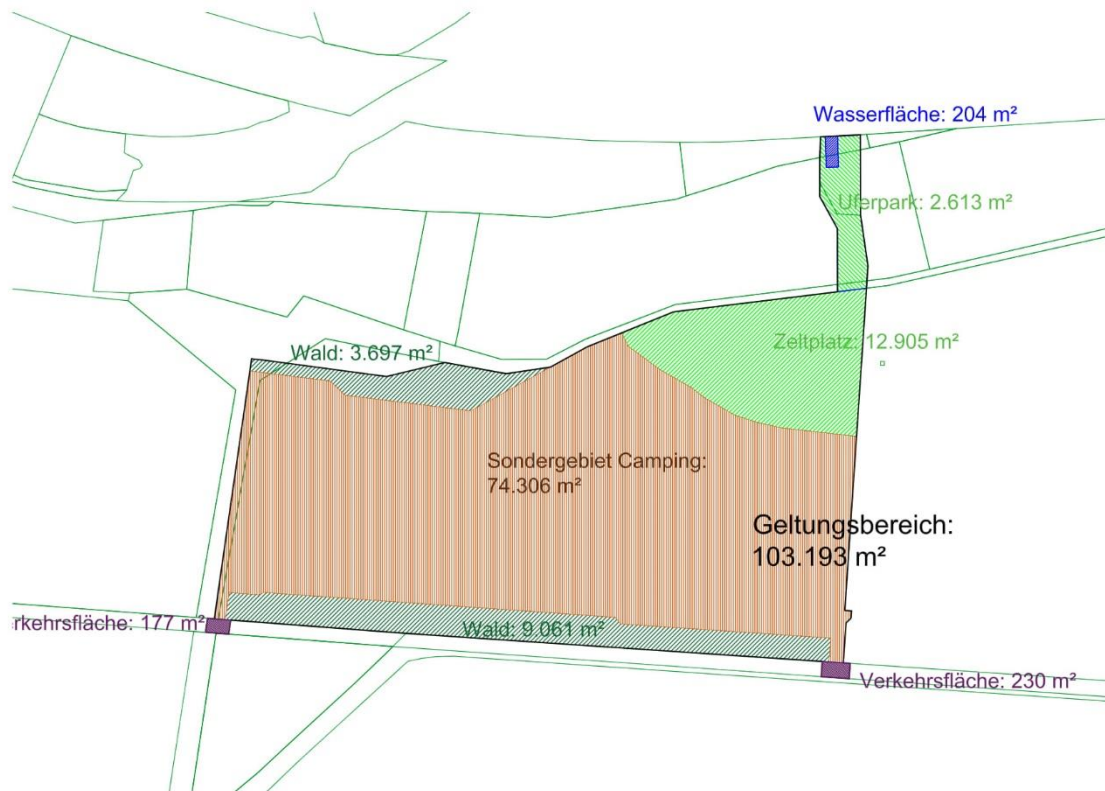 Wasserfläche: 204 m²
Uferpark: 2.613 m²
Zeltplatz: 12.905 m²
Wald: 3.697 m²
Sondergebiet Camping:
74.306 m²
Geltungsbereich:
103.193 m²
rkehrsfläche: 177 m²
Wald: 9.061 m²
Verkehrsfläche: 230 m²